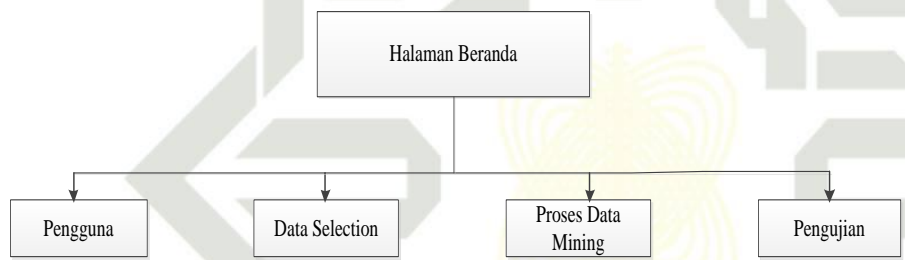 Halaman Beranda
Pengguna
Data Selection
Proses Data
Mining
Pengujian